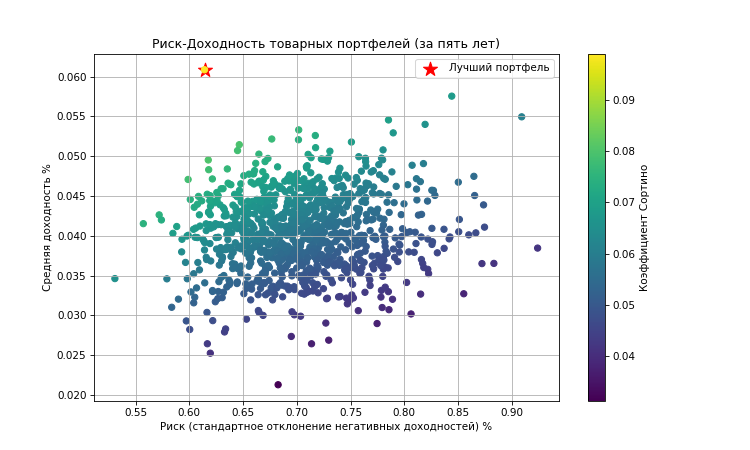 Риск-Доходность товарных портфелей (за пять лет)
Лучший портфель
Средняя доходность %
0.060
0.055
0.050
0.045
0.040
0.035
0.030
0.025
0.020
0.55 0.60 0.65 0.70 0.75 0.80 0.85 0.90
Риск (стандартное отклонение негативных доходностей) %
0.09
0.08
0.07
0.06
0.05
0.04
Коэффициент Сортино